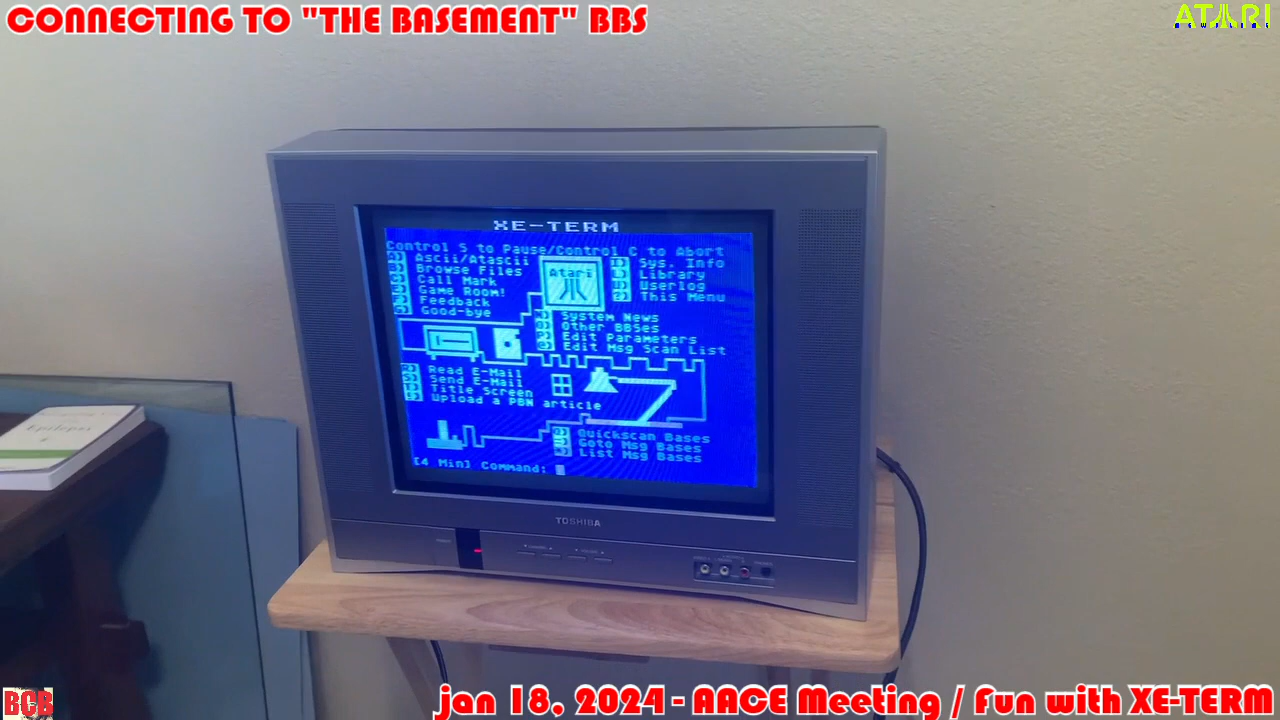 CONNECTING TO "THE BASEMENT" BBS
ATARI
XE-TERM
Control S to Pause/Control C to Abort
Ascii/Atascii
Browse Files
Call Mark
Game Room!
Feedback
Good-bye
Atari
Sys. Info
Library
Userlog
This Menu
System News
Other BBSes
Edit Parameters
Edit Msg Scan List
Read E-Mail
Send E-Mail
Title Screen
Upload a PBN article
Quickscan Bases
Goto Msg Bases
List Msg Bases
[4 Min] Command:
TOSHIBA
Epilepsy
BCB
jan 18, 2024 - AACE Meeting / Fun with XE-TERM